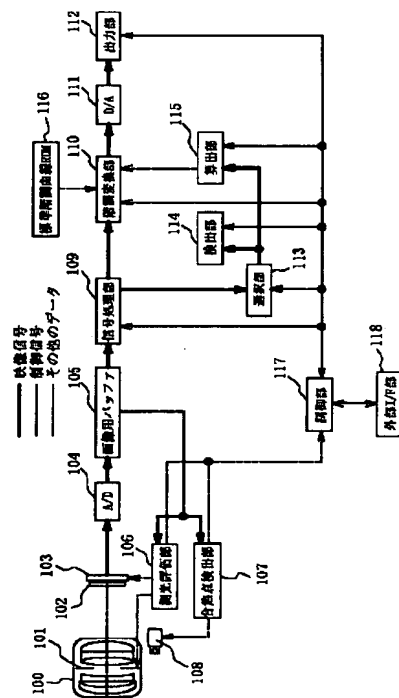 映像信号
制御信号
その他のデータ
100
101
102
103
104
A/D
105
画像用バッファ
106
測光評価部
107
合焦点検出部
108
109
信号処理部
110
階調変換部
111
D/A
112
出力部
113
選択部
114
検出部
115
算出部
116
標準階調曲線ROM
117
制御部
118
外部I/F部